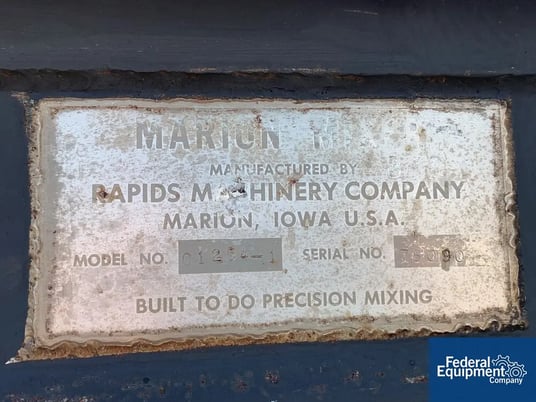 MARION
MANUFACTURED BY
RAPIDS MACHINERY COMPANY
MARION, IOWA U.S.A.
MODEL NO. SERIAL NO.
BUILT TO DO PRECISION MIXING
Federal
Equipment
Company